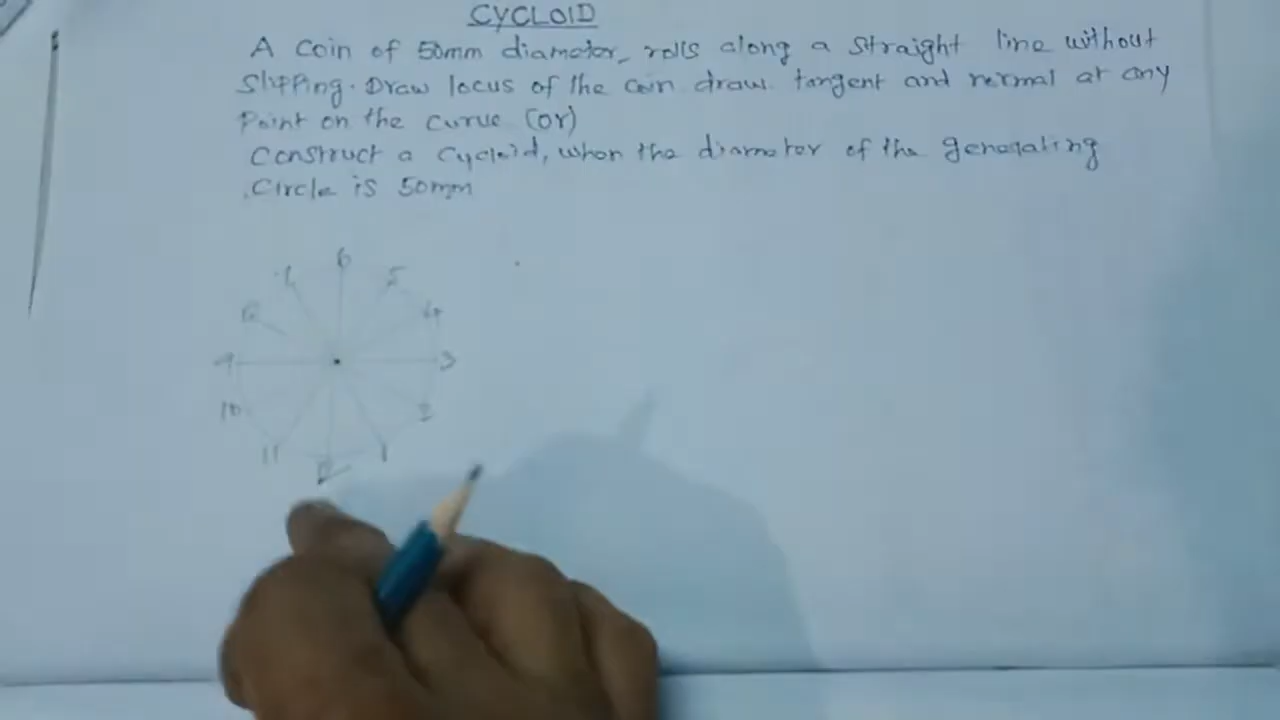 CYCLOID
A coin of 50mm diameter, rolls along a straight line without
slipping. Draw locus of the coin draw tangent and normal at any
Point on the curve (or)
Construct a cycloid, when the diameter of the generating
Circle is 50mm
6
5
4
9
3
10
2
11
1